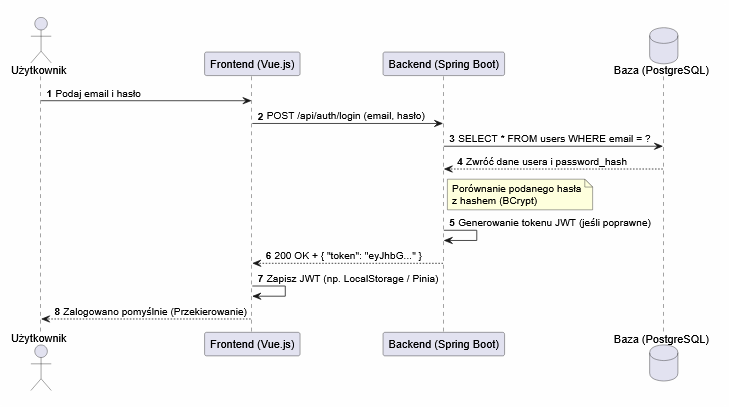 Użytkownik
Frontend (Vue.js)
Backend (Spring Boot)
Baza (PostgreSQL)
1 Podaj email i hasło
2 POST /api/auth/login (email, hasło)
3 SELECT * FROM users WHERE email = ?
4 Zwróć dane usera i password_hash
Porównanie podanego hasła
z hashem (BCrypt)
5 Generowanie tokenu JWT (jeśli poprawne)
6 200 OK + { "token": "eyJhbG..." }
7 Zapisz JWT (np. LocalStorage / Pinia)
8 Zalogowano pomyślnie (Przekierowanie)
Użytkownik
Frontend (Vue.js)
Backend (Spring Boot)
Baza (PostgreSQL)